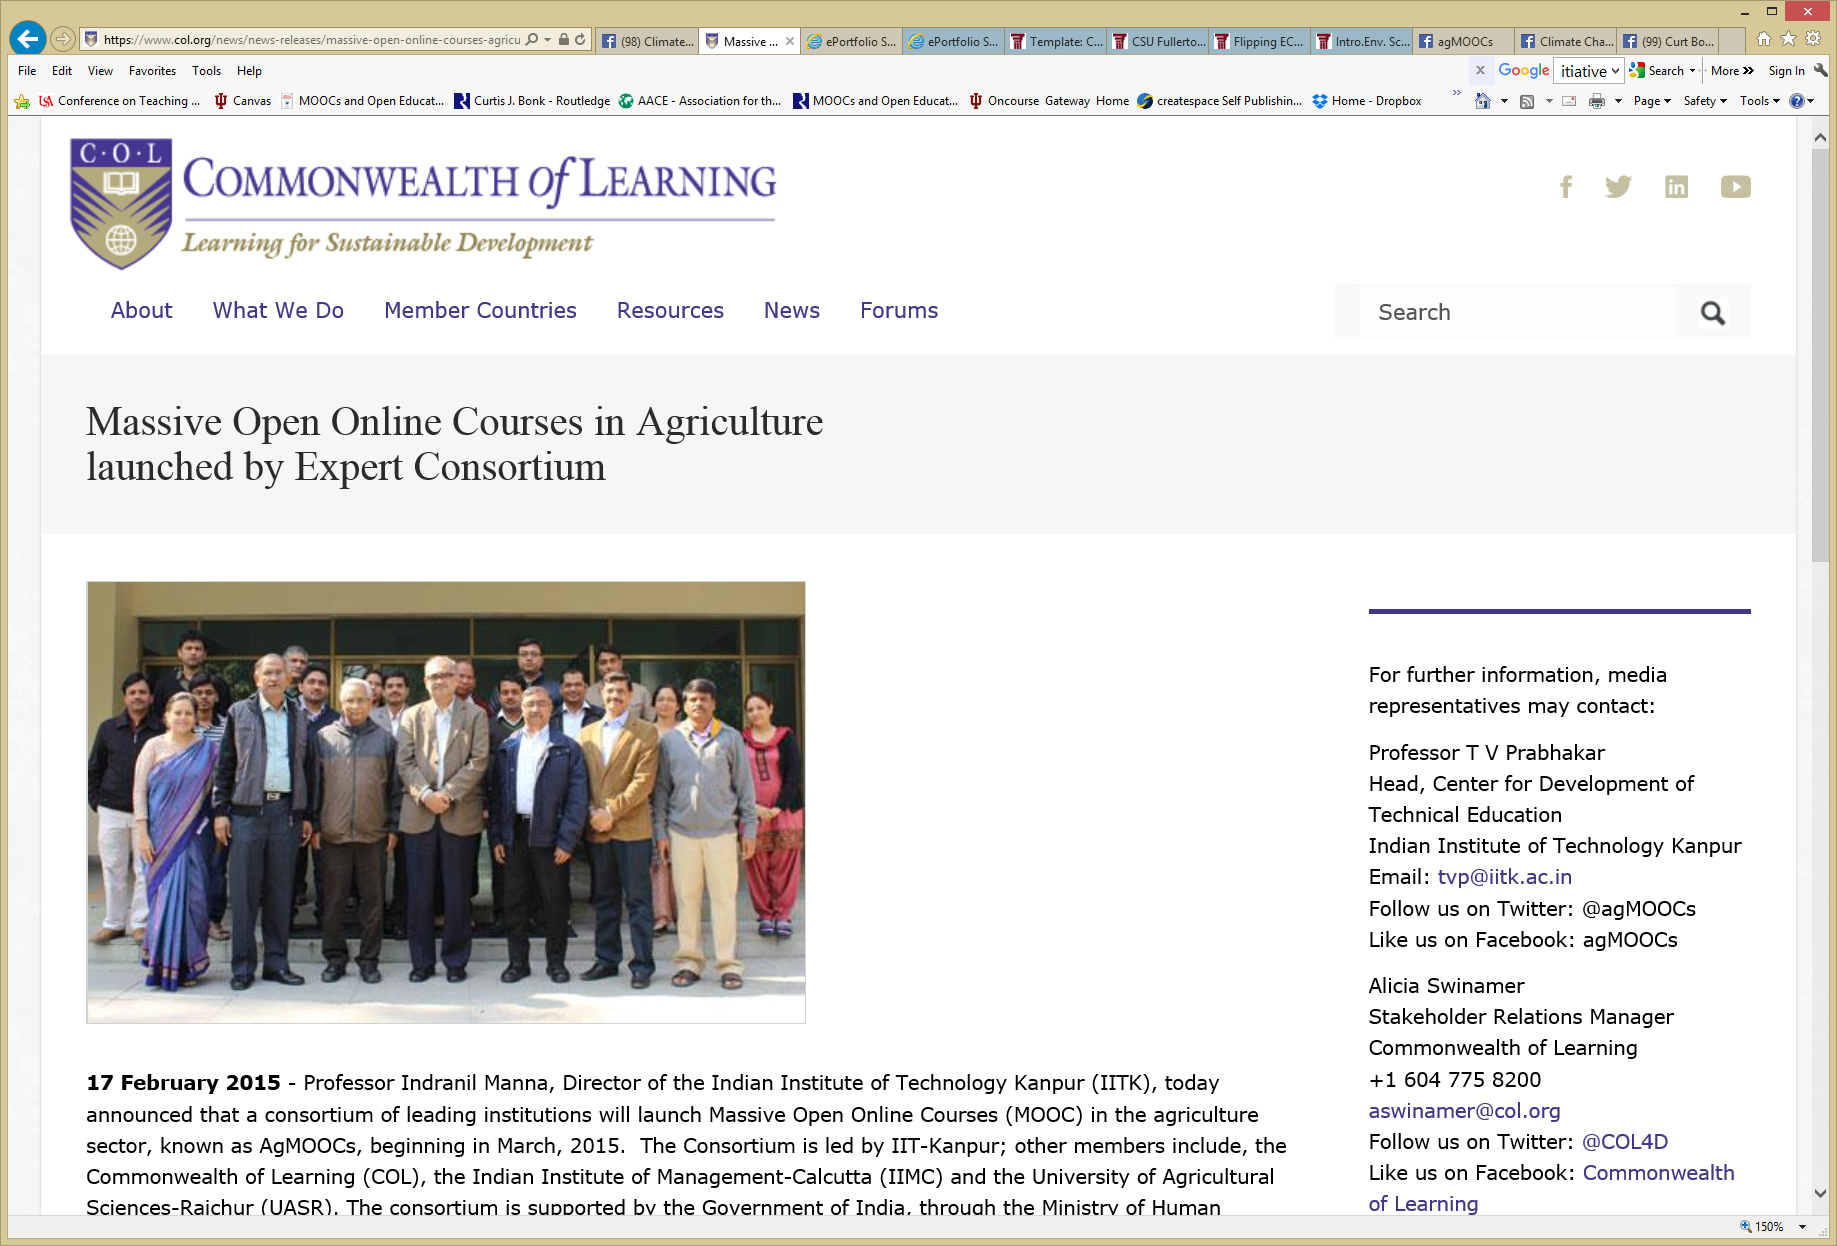 https://www.col.org/news/news-releases/massive-open-online-courses-agricu
(98) Climate...
Massive ...
ePortfolio S...
ePortfolio S...
Template: C...
CSU Fullerto...
Flipping EC...
Intro.Env. Sc...
agMOOCs
Climate Cha...
(99) Curt Bo...
File Edit View Favorites Tools Help
x Google itiative Search More » Sign In
Conference on Teaching ... Canvas MOOCs and Open Educat... Curtis J. Bonk - Routledge AACE - Association for th... MOOCs and Open Educat... Oncourse Gateway Home createspace Self Publishin... Home - Dropbox » Page Safety Tools
C·O·L
COMMONWEALTH of LEARNING
Learning for Sustainable Development
About What We Do Member Countries Resources News Forums
Search
Massive Open Online Courses in Agriculture
launched by Expert Consortium
17 February 2015 - Professor Indranil Manna, Director of the Indian Institute of Technology Kanpur (IITK), today
announced that a consortium of leading institutions will launch Massive Open Online Courses (MOOC) in the agriculture
sector, known as AgMOOCs, beginning in March, 2015.  The Consortium is led by IIT-Kanpur; other members include, the
Commonwealth of Learning (COL), the Indian Institute of Management-Calcutta (IIMC) and the University of Agricultural
Sciences-Raichur (UASR). The consortium is supported by the Government of India, through the Ministry of Human
For further information, media
representatives may contact:
Professor T V Prabhakar
Head, Center for Development of
Technical Education
Indian Institute of Technology Kanpur
Email: tvp@iitk.ac.in
Follow us on Twitter: @agMOOCs
Like us on Facebook: agMOOCs
Alicia Swinamer
Stakeholder Relations Manager
Commonwealth of Learning
+1 604 775 8200
aswinamer@col.org
Follow us on Twitter: @COL4D
Like us on Facebook: Commonwealth
of Learning
150%